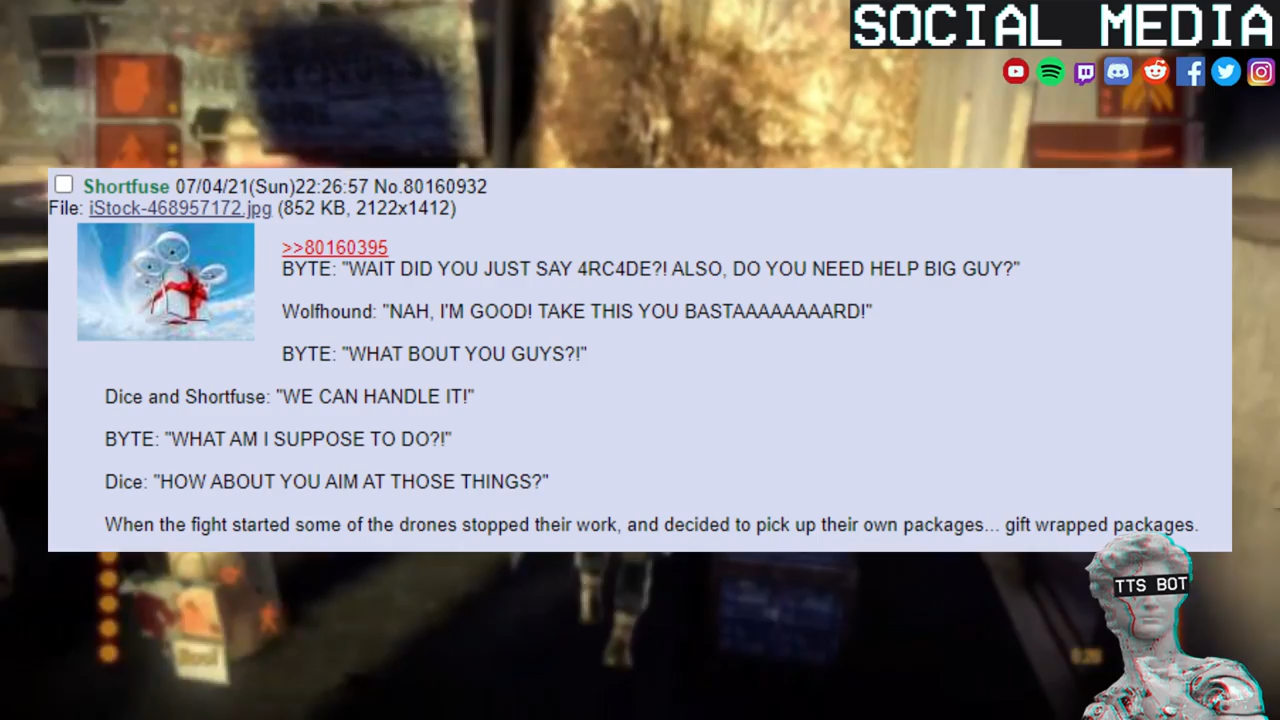 SOCIAL MEDIA
Shortfuse 07/04/21(Sun)22:26:57 No.80160932
File: iStock-468957172.jpg (852 KB, 2122x1412)
>>80160395
BYTE: "WAIT DID YOU JUST SAY 4RC4DE?! ALSO, DO YOU NEED HELP BIG GUY?"
Wolfhound: "NAH, I'M GOOD! TAKE THIS YOU BASTAAAAAAAARD!"
BYTE: "WHAT BOUT YOU GUYS?!"
Dice and Shortfuse: "WE CAN HANDLE IT!"
BYTE: "WHAT AM I SUPPOSE TO DO?!"
Dice: "HOW ABOUT YOU AIM AT THOSE THINGS?"
When the fight started some of the drones stopped their work, and decided to pick up their own packages... gift wrapped packages.
TTS BOT